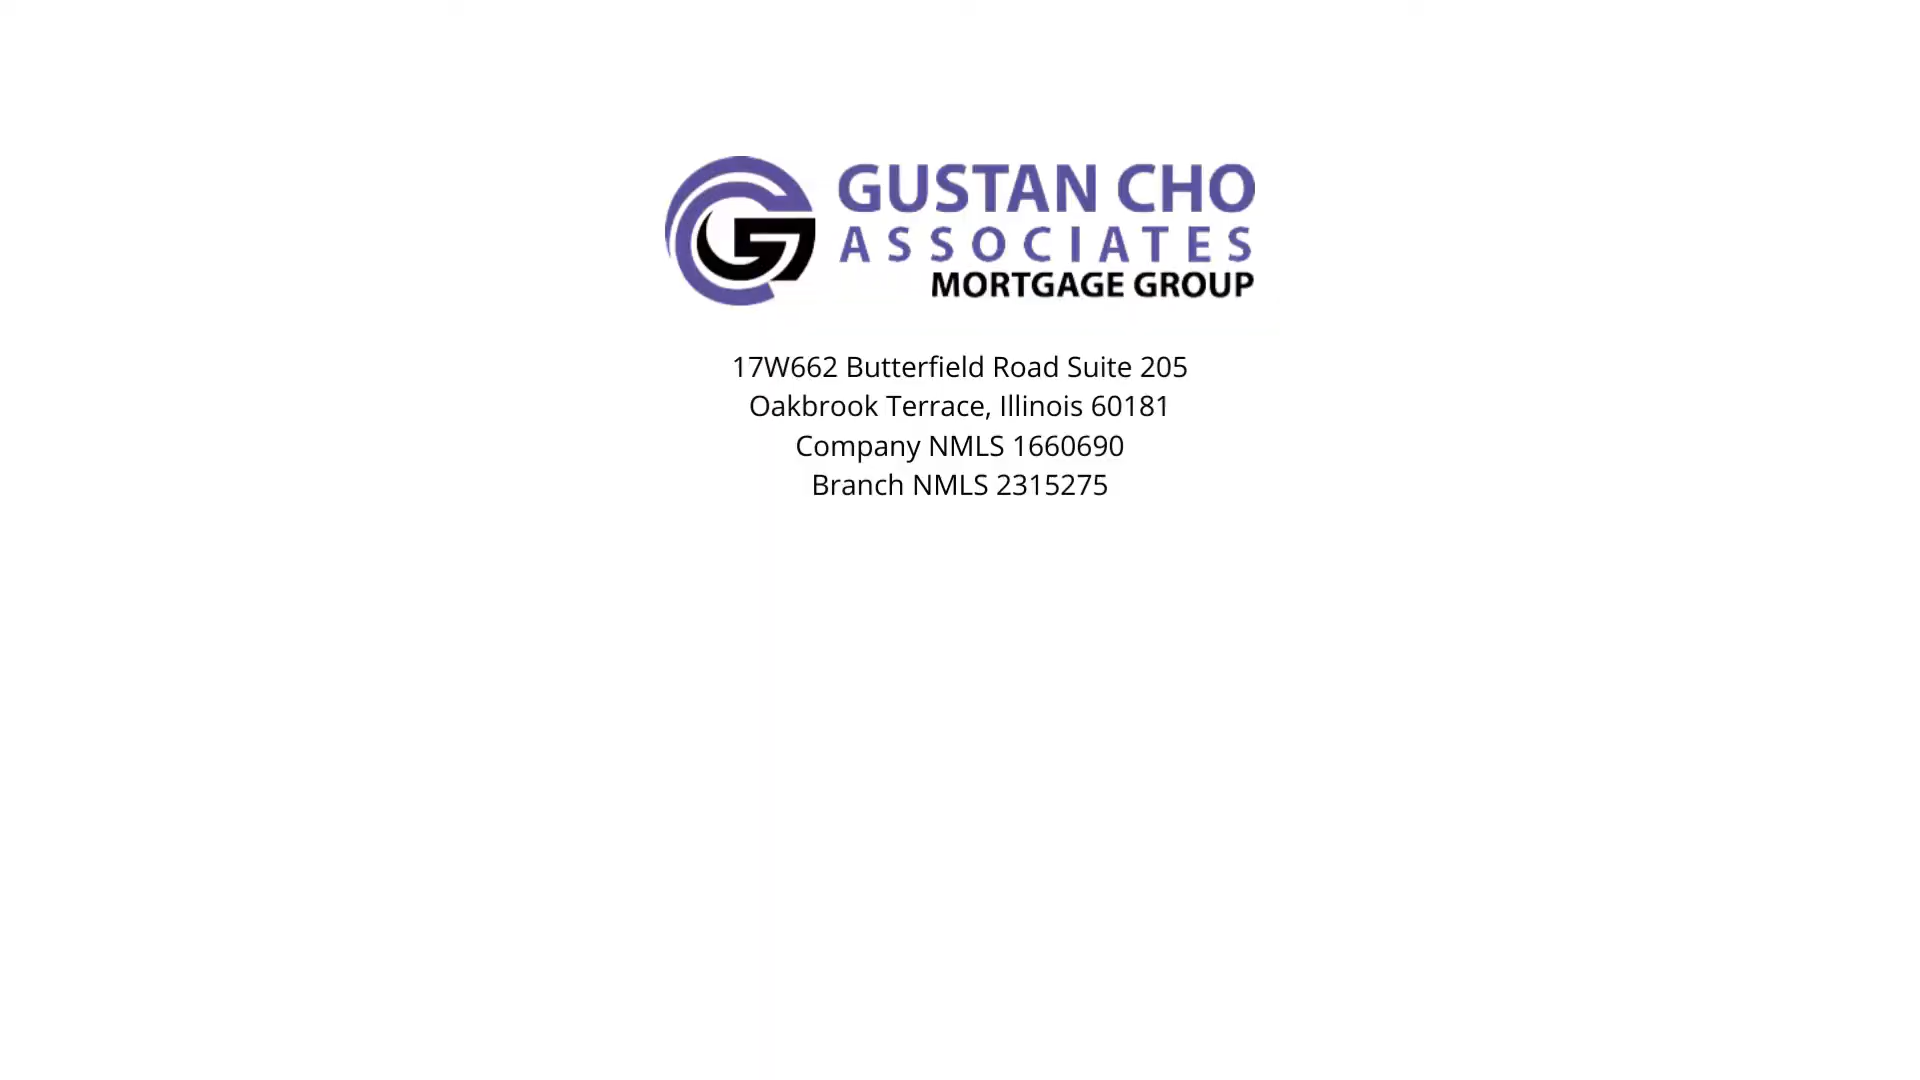 GUSTAN CHO
ASSOCIATES
MORTGAGE GROUP
17W662 Butterfield Road Suite 205
Oakbrook Terrace, Illinois 60181
Company NMLS 1660690
Branch NMLS 2315275